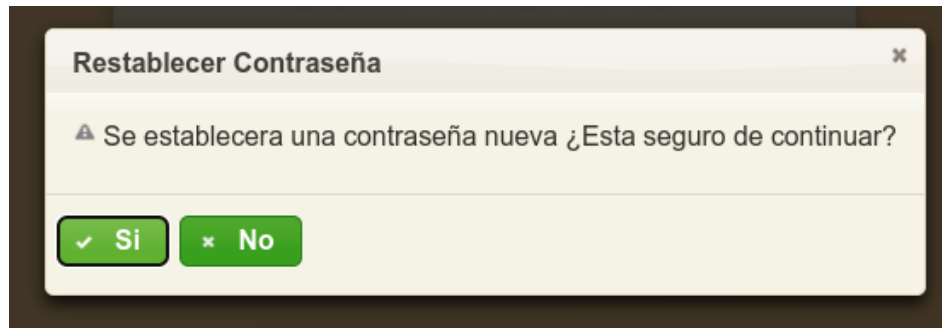 Restablecer Contraseña
Se establecera una contraseña nueva ¿Esta seguro de continuar?
Si
No